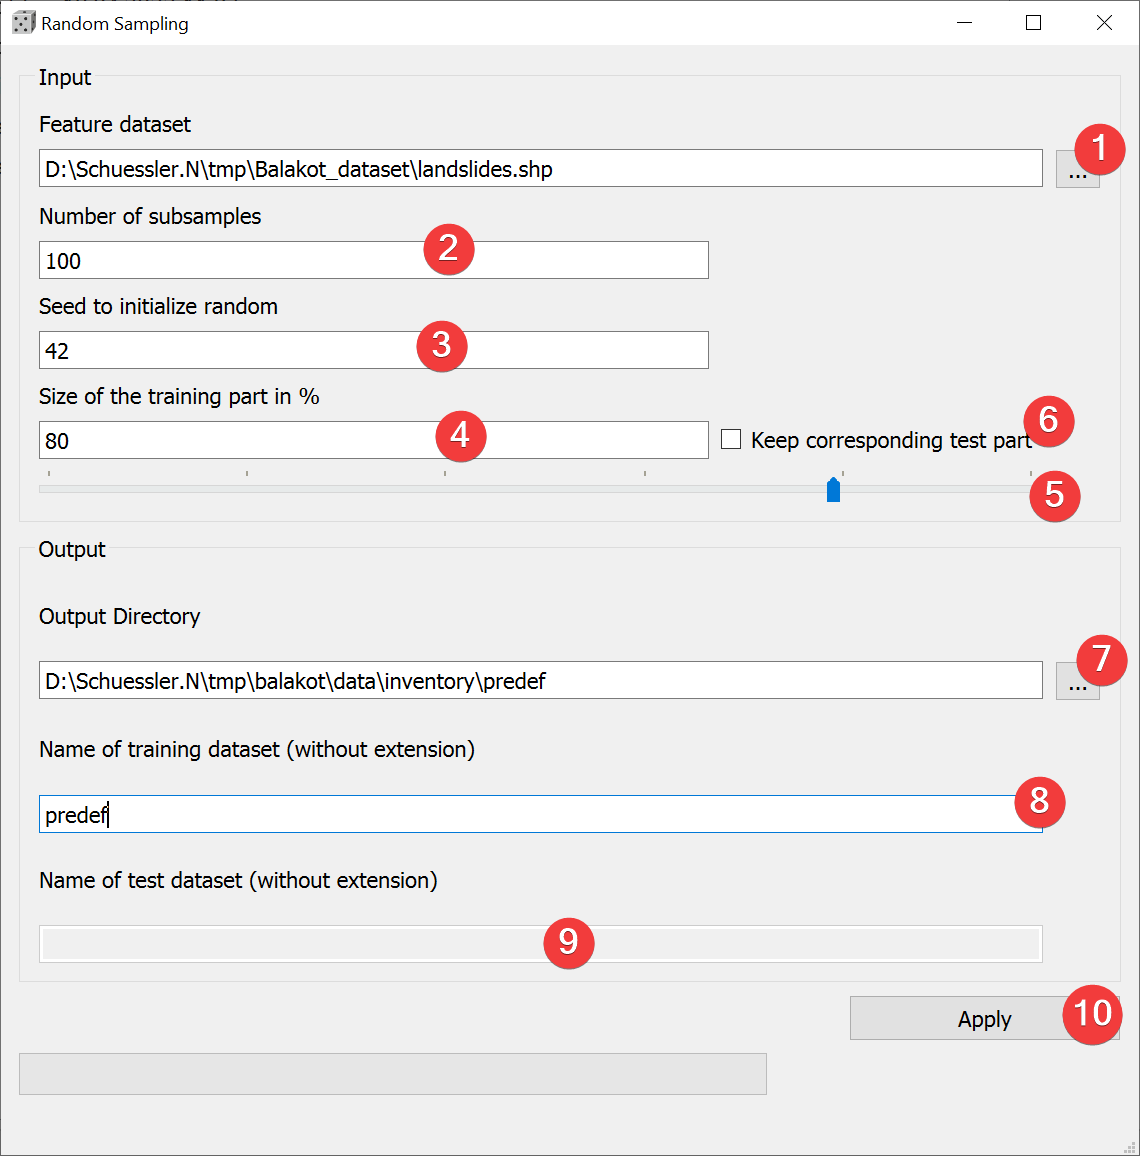 Random Sampling
Input
Feature dataset
1
D:\Schuessler.N\tmp\Balakot_dataset\landslides.shp
...
Number of subsamples
2
100
Seed to initialize random
3
42
Size of the training part in %
4
80
Keep corresponding test part
6
5
Output
Output Directory
7
D:\Schuessler.N\tmp\balakot\data\inventory\predef
...
Name of training dataset (without extension)
8
predef
Name of test dataset (without extension)
9
Apply
10